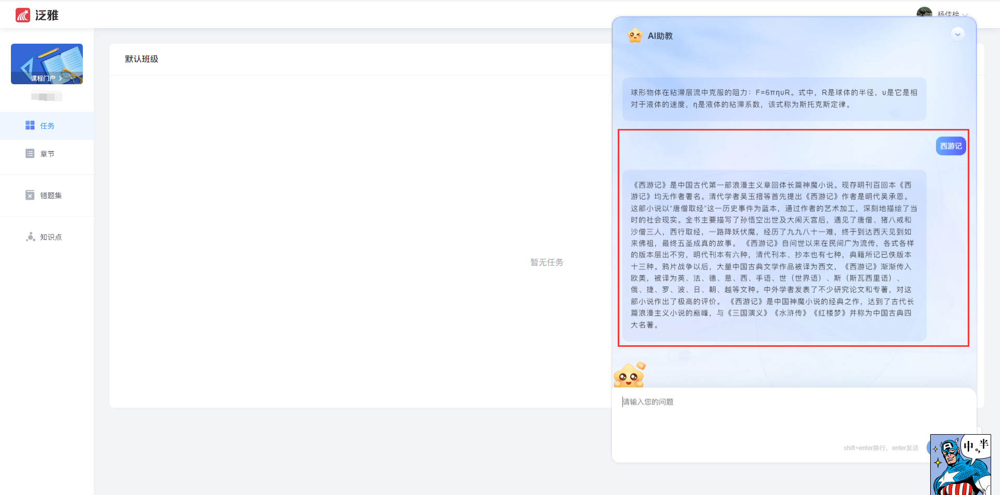 泛雅
杨佳桧
课程门户
任务
章节
错题集
知识点
默认班级
暂无任务
AI助教
球形物体在粘滞层流中克服的阻力：F=6πηυR。式中，R是球体的半径，υ是它是相
对于液体的速度，η是液体的粘滞系数，该式称为斯托克斯定律。
西游记
《西游记》是中国古代第一部浪漫主义章回体长篇神魔小说。现存明刊百回本《西
游记》均无作者署名。清代学者吴玉搢等首先提出《西游记》作者是明代吴承恩。
这部小说以“唐僧取经”这一历史事件为蓝本，通过作者的艺术加工，深刻地描绘了当
时的社会现实。全书主要描写了孙悟空出世及大闹天宫后，遇见了唐僧、猪八戒和
沙僧三人，西行取经，一路降妖伏魔，经历了九九八十一难，终于到达西天见到如
来佛祖，最终五圣成真的故事。 《西游记》自问世以来在民间广为流传，各式各样
的版本层出不穷，明代刊本有六种，清代刊本、抄本也有七种，典籍所记已佚版本
十三种。鸦片战争以后，大量中国古典文学作品被译为西文，《西游记》渐渐传入
欧美，被译为英、法、德、意、西、手语、世（世界语）、斯（斯瓦西里语）、
俄、捷、罗、波、日、朝、越等文种。中外学者发表了不少研究论文和专著，对这
部小说作出了极高的评价。 《西游记》是中国神魔小说的经典之作，达到了古代长
篇浪漫主义小说的巅峰，与《三国演义》《水浒传》《红楼梦》并称为中国古典四
大名著。
请输入您的问题
shift+enter换行，enter发送
中。，半